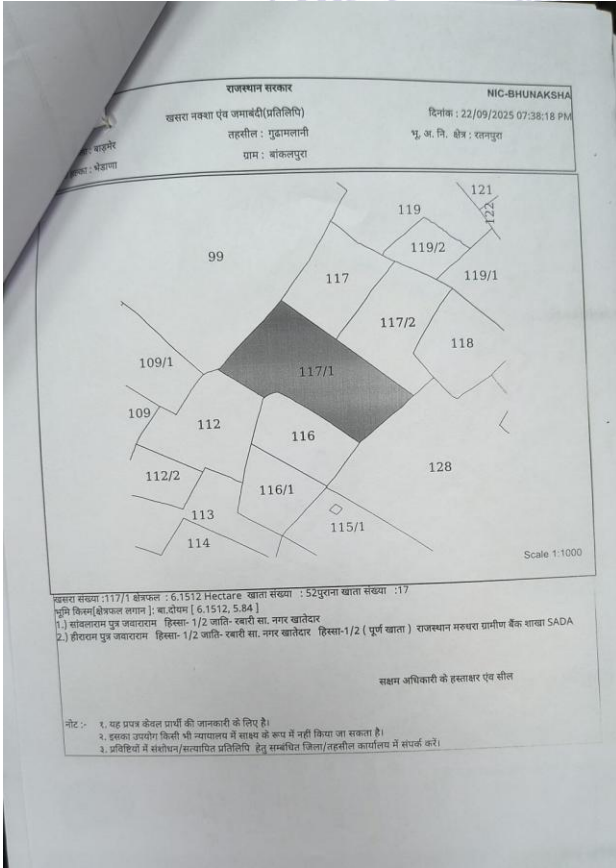 राजस्थान सरकार
NIC-BHUNAKSHA
खसरा नक्शा एंव जमाबंदी(प्रतिलिपि)
दिनांक : 22/09/2025 07:38:18 PM
: बाड़मेर
तहसील : गुढामलानी
भू. अ. नि. क्षेत्र : रतनपुरा
: भेडाणा
ग्राम : बांकलपुरा
121
122
119
119/2
99
117
119/1
117/2
118
109/1
117/1
109
112
116
128
112/2
116/1
113
115/1
114
Scale 1:1000
खसरा संख्या :117/1 क्षेत्रफल : 6.1512 Hectare खाता संख्या : 52पुराना खाता संख्या :17
भूमि किस्म[क्षेत्रफल लगान ]: बा.दोयम [ 6.1512, 5.84 ]
1.) सांवलाराम पुत्र जवाराराम हिस्सा- 1/2 जाति- रबारी सा. नगर खातेदार
2.) हीराराम पुत्र जवाराराम हिस्सा- 1/2 जाति- रबारी सा. नगर खातेदार हिस्सा-1/2 ( पूर्ण खाता ) राजस्थान मरुधरा ग्रामीण बैंक शाखा SADA
सक्षम अधिकारी के हस्ताक्षर एंव सील
नोट :- १. यह प्रपत्र केवल प्रार्थी की जानकारी के लिए है।
२. इसका उपयोग किसी भी न्यायालय में साक्ष्य के रूप में नहीं किया जा सकता है।
३. प्रविष्टियों में संशोधन/सत्यापित प्रतिलिपि हेतु सम्बंधित जिला/तहसील कार्यालय में संपर्क करें।